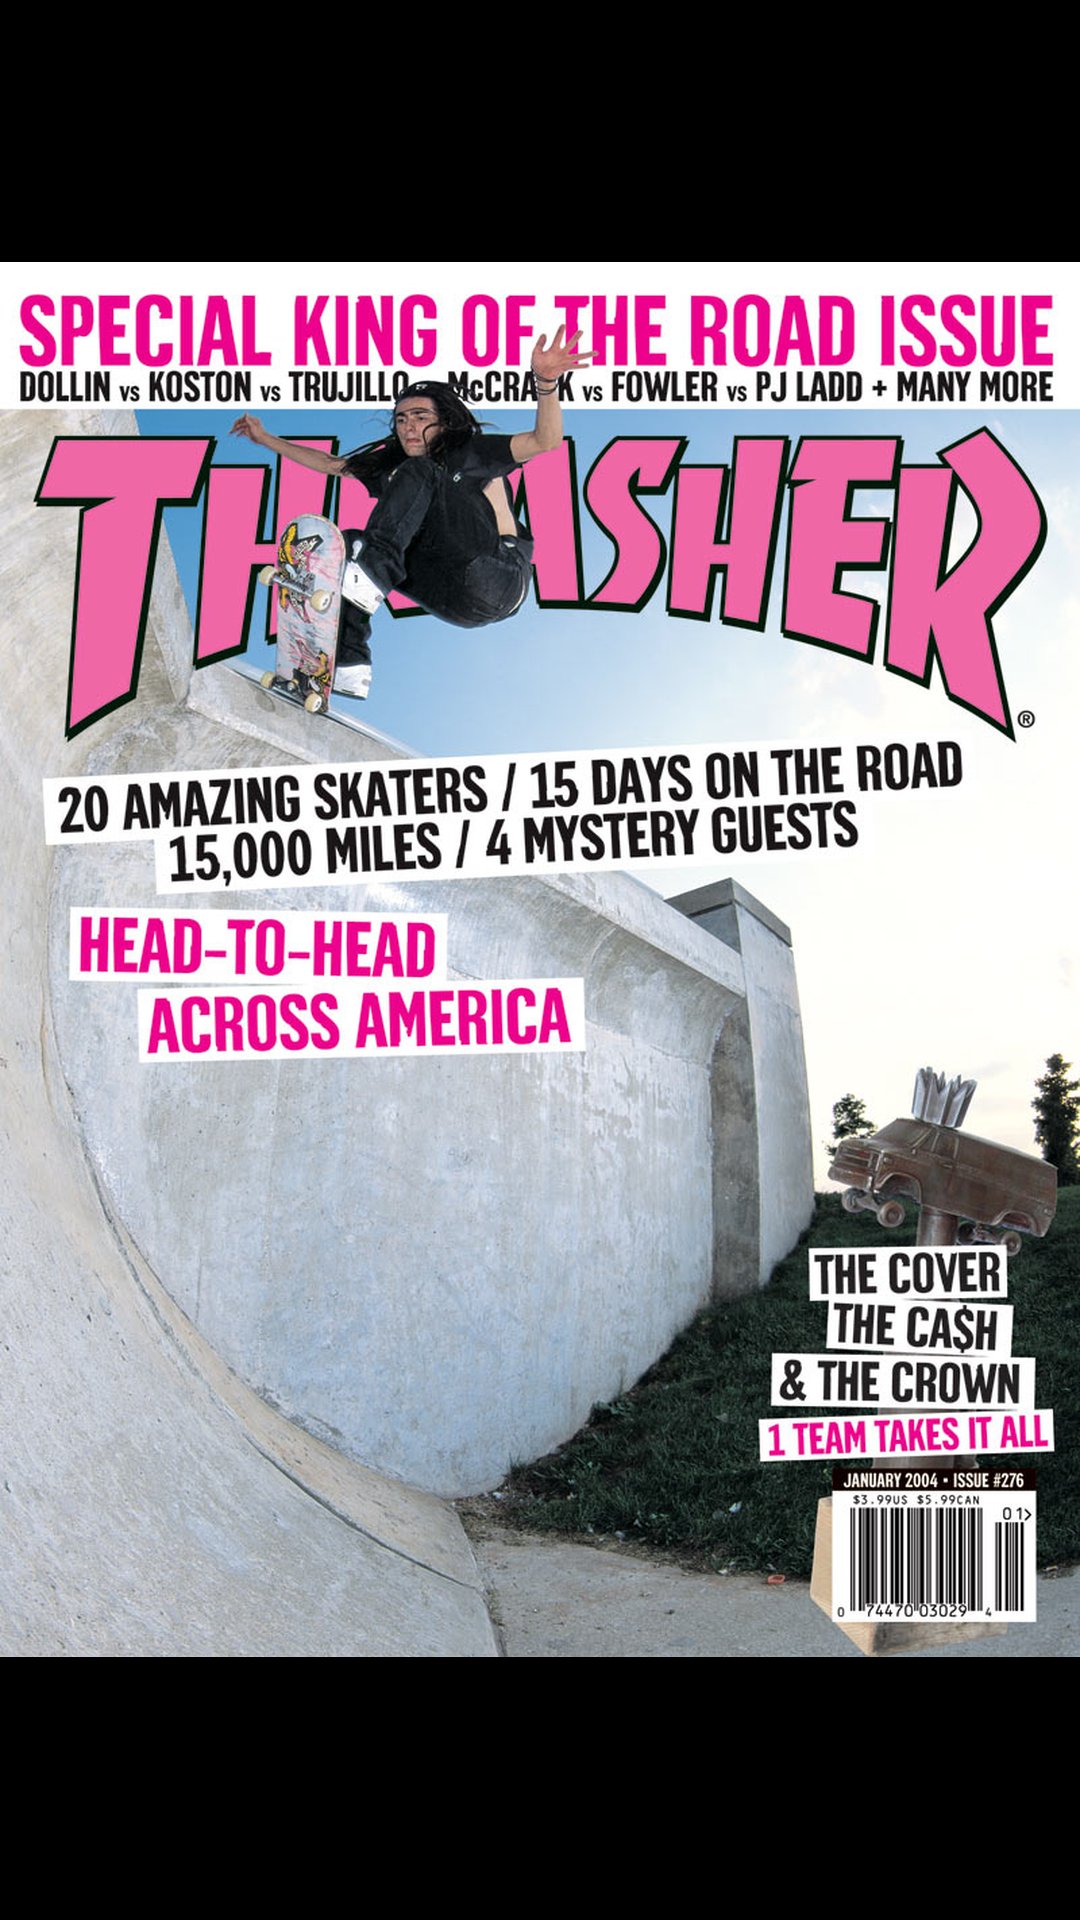 SPECIAL KING OF THE ROAD ISSUE
DOLLIN vs KOSTON vs TRUJILLO McCRANK vs FOWLER vs PJ LADD + MANY MORE
THRASHER®
20 AMAZING SKATERS / 15 DAYS ON THE ROAD
15,000 MILES / 4 MYSTERY GUESTS
HEAD-TO-HEAD
ACROSS AMERICA
THE COVER
THE CA$H
& THE CROWN
1 TEAM TAKES IT ALL
JANUARY 2004 • ISSUE #276
$3.99US $5.99CAN
01>
0 74470 03029 4